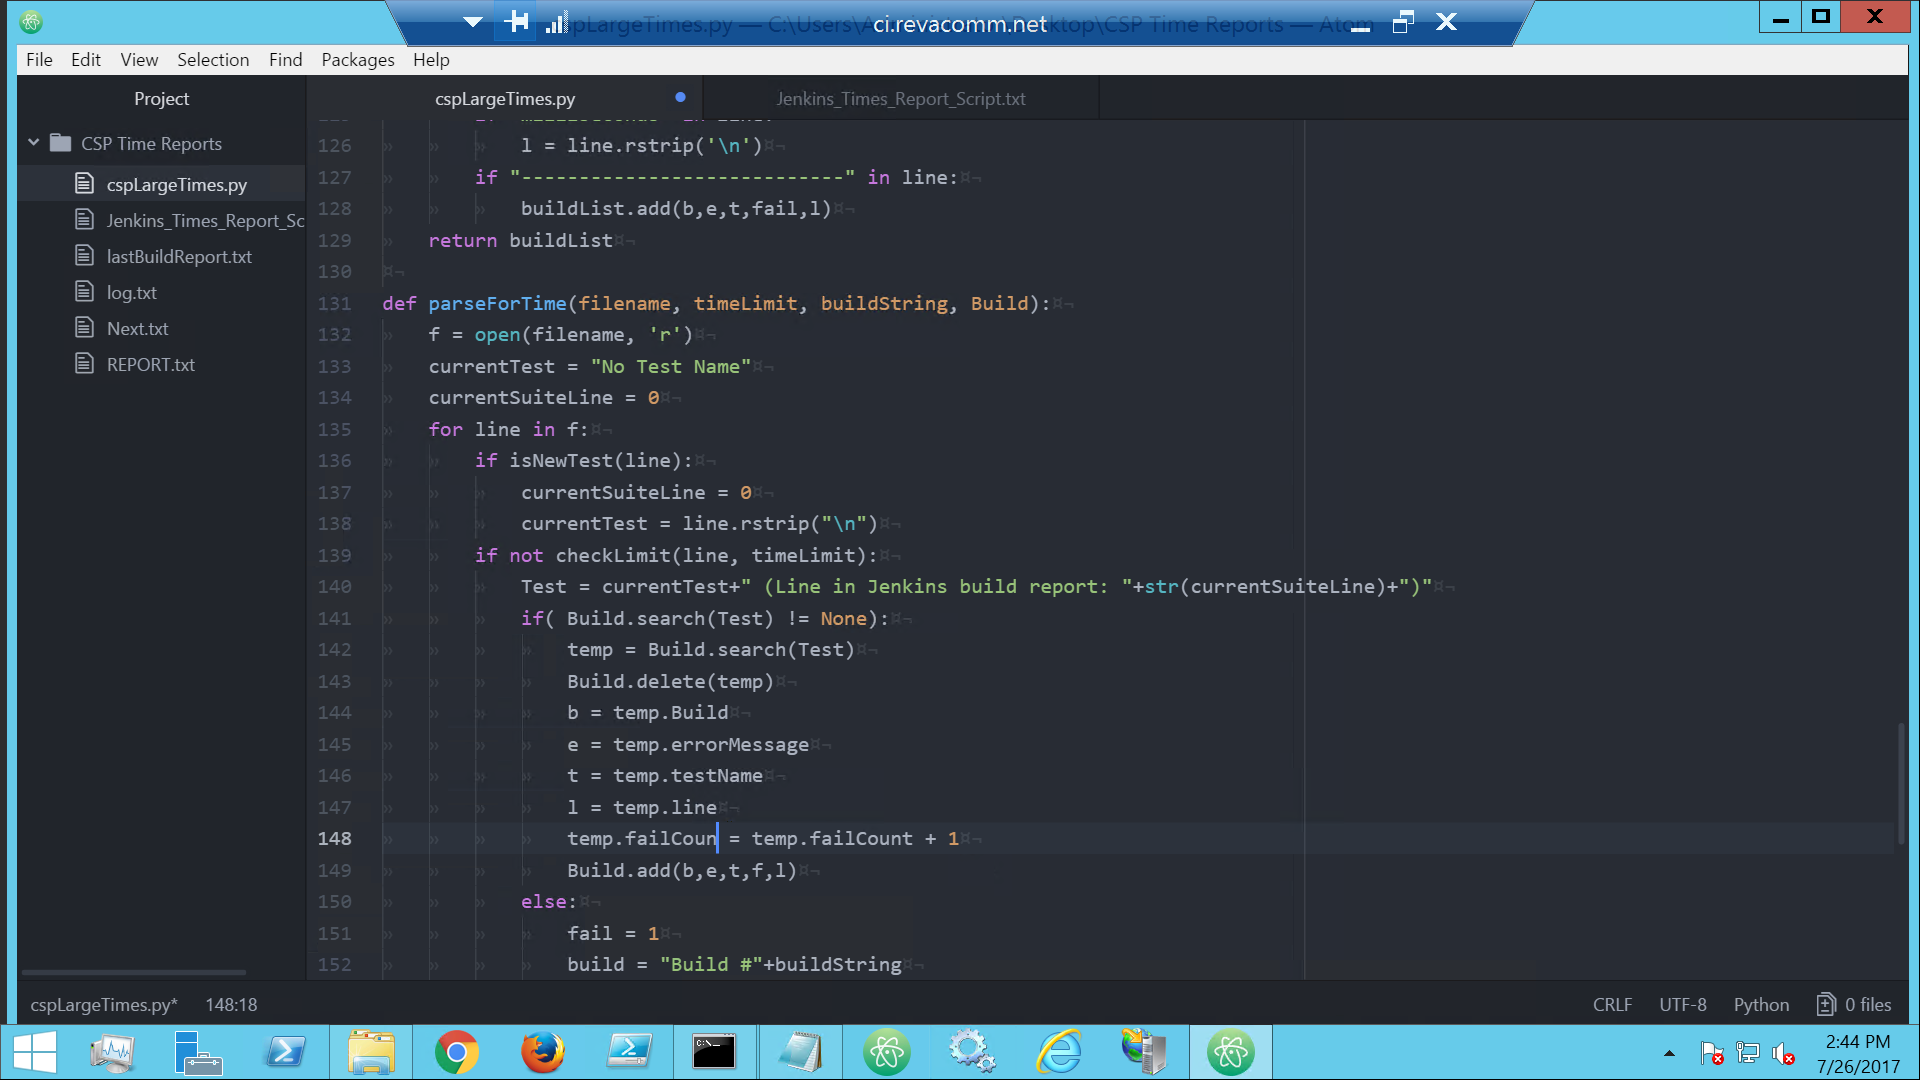 ci.revacomm.net
cspLargeTimes.py — C:\Users\A Desktop\CSP Time Reports — Atom
File Edit View Selection Find Packages Help
Project
cspLargeTimes.py
Jenkins_Times_Report_Script.txt
CSP Time Reports
cspLargeTimes.py
Jenkins_Times_Report_Sc
lastBuildReport.txt
log.txt
Next.txt
REPORT.txt
126 l = line.rstrip('\n')
127 if "----------------------------" in line:
128 buildList.add(b,e,t,fail,l)
129 return buildList
130
131 def parseForTime(filename, timeLimit, buildString, Build):
132 f = open(filename, 'r')
133 currentTest = "No Test Name"
134 currentSuiteLine = 0
135 for line in f:
136 if isNewTest(line):
137 currentSuiteLine = 0
138 currentTest = line.rstrip("\n")
139 if not checkLimit(line, timeLimit):
140 Test = currentTest+" (Line in Jenkins build report: "+str(currentSuiteLine)+")"
141 if( Build.search(Test) != None):
142 temp = Build.search(Test)
143 Build.delete(temp)
144 b = temp.Build
145 e = temp.errorMessage
146 t = temp.testName
147 l = temp.line
148 temp.failCoun = temp.failCount + 1
149 Build.add(b,e,t,f,l)
150 else:
151 fail = 1
152 build = "Build #"+buildString
cspLargeTimes.py* 148:18
CRLF UTF-8 Python 0 files
2:44 PM
7/26/2017